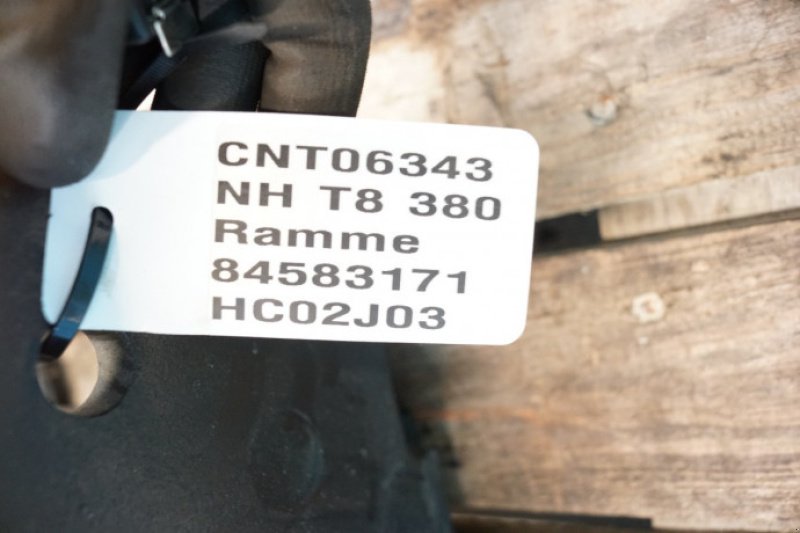 CNT06343
NH T8 380
Ramme
84583171
HC02J03